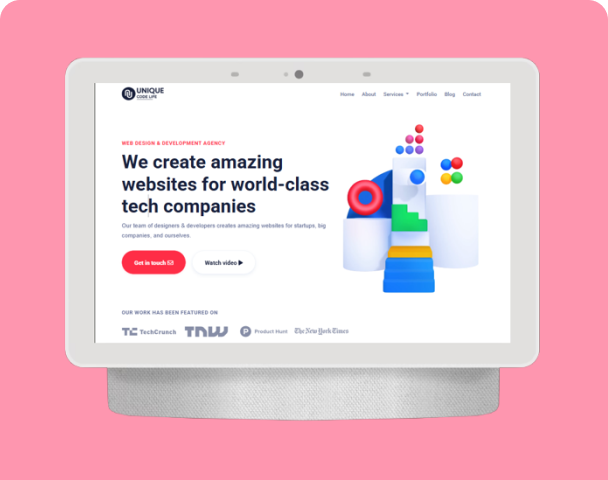 UNIQUE
CODE LIFE
Home About Services Portfolio Blog Contact
WEB DESIGN & DEVELOPMENT AGENCY
We create amazing
websites for world-class
tech companies
Our team of designers & developers creates amazing websites for startups, big
companies, and ourselves.
Get in touch
Watch video
OUR WORK HAS BEEN FEATURED ON
TC TechCrunch TNW P Product Hunt The New York Times